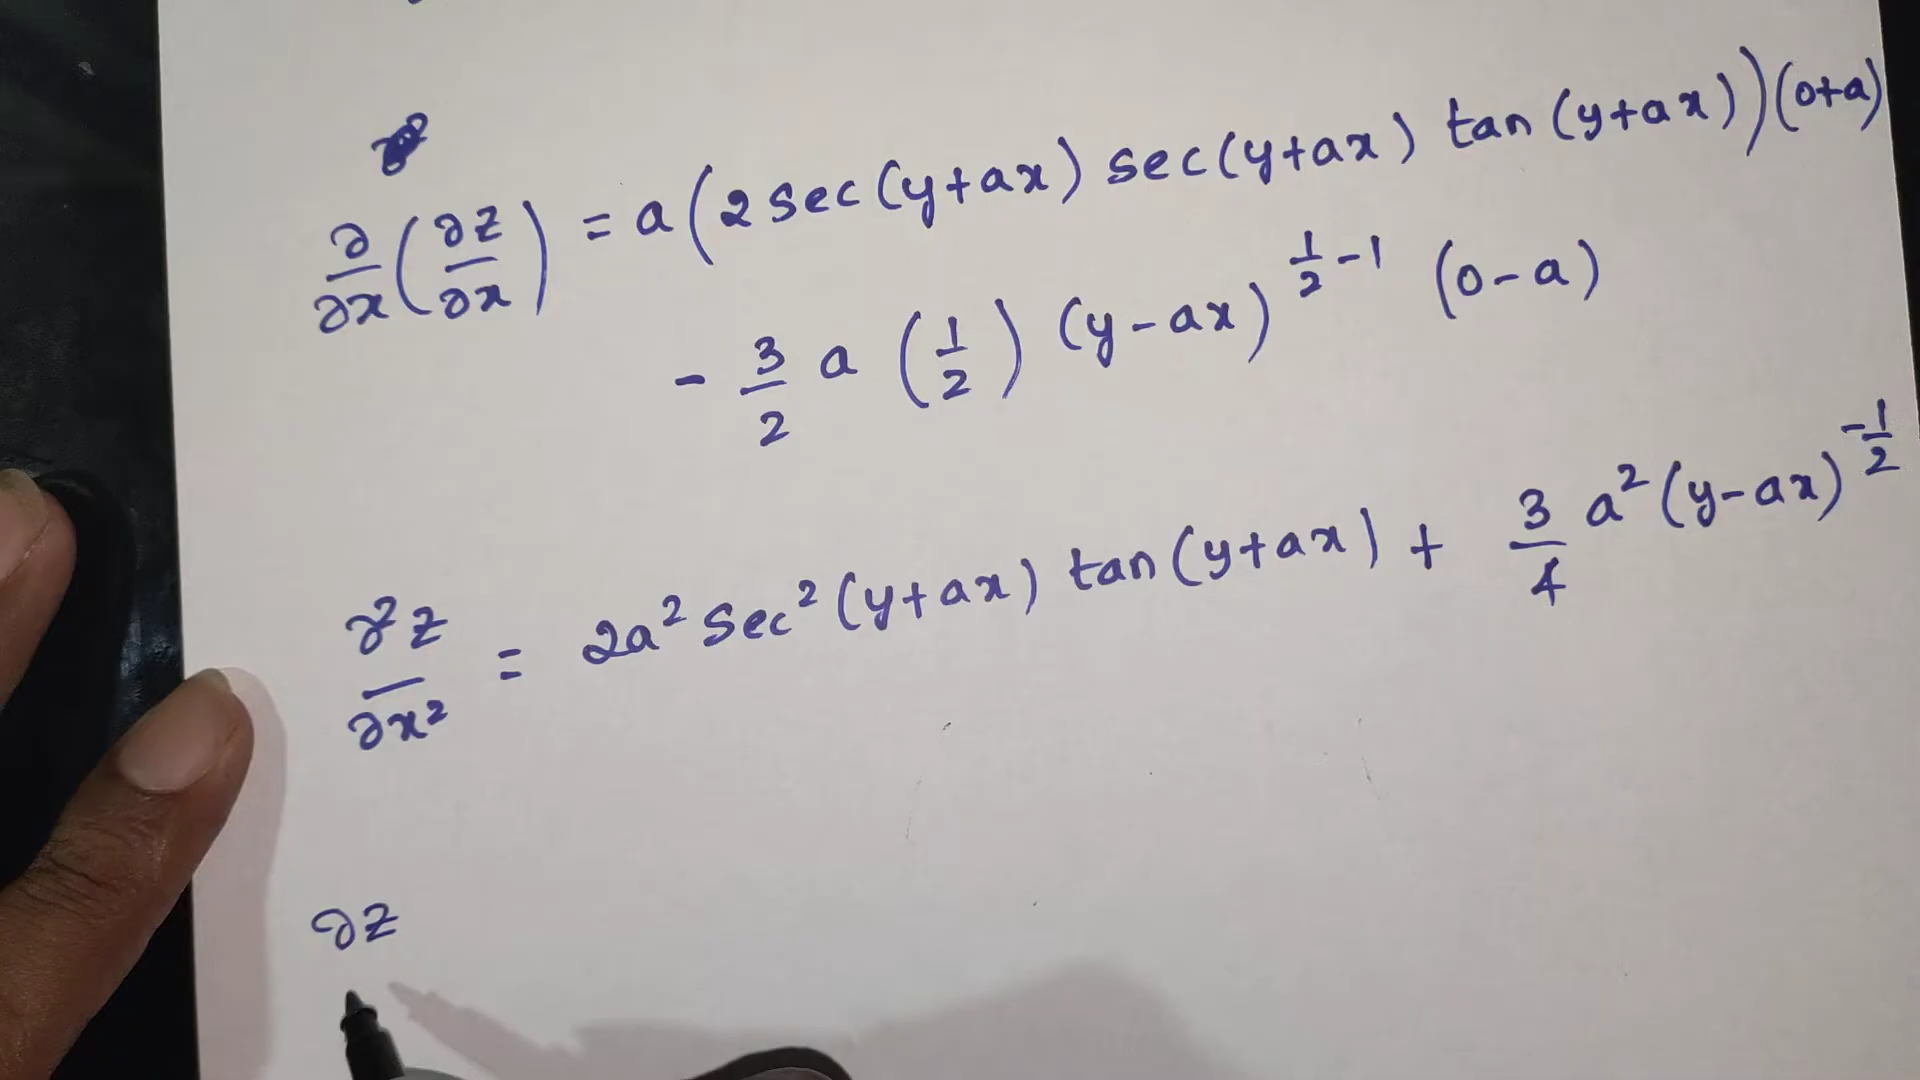 ∂/∂x (∂z/∂x) = a(2 sec(y+ax) sec(y+ax) tan(y+ax))(0+a)
- 3/2 a (1/2) (y-ax)^(1/2 - 1) (0-a)
∂²z/∂x² = 2a² sec²(y+ax) tan(y+ax) + 3/4 a² (y-ax)^(-1/2)
∂z